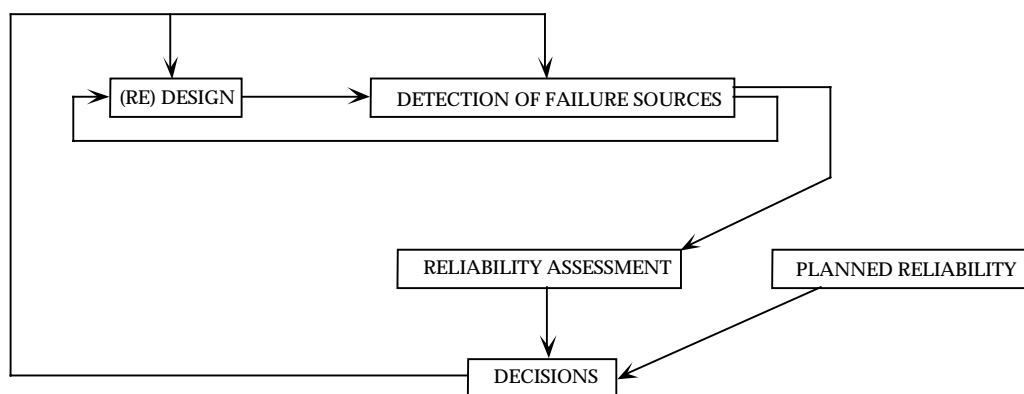 (RE) DESIGN
DETECTION OF FAILURE SOURCES
RELIABILITY ASSESSMENT
PLANNED RELIABILITY
DECISIONS